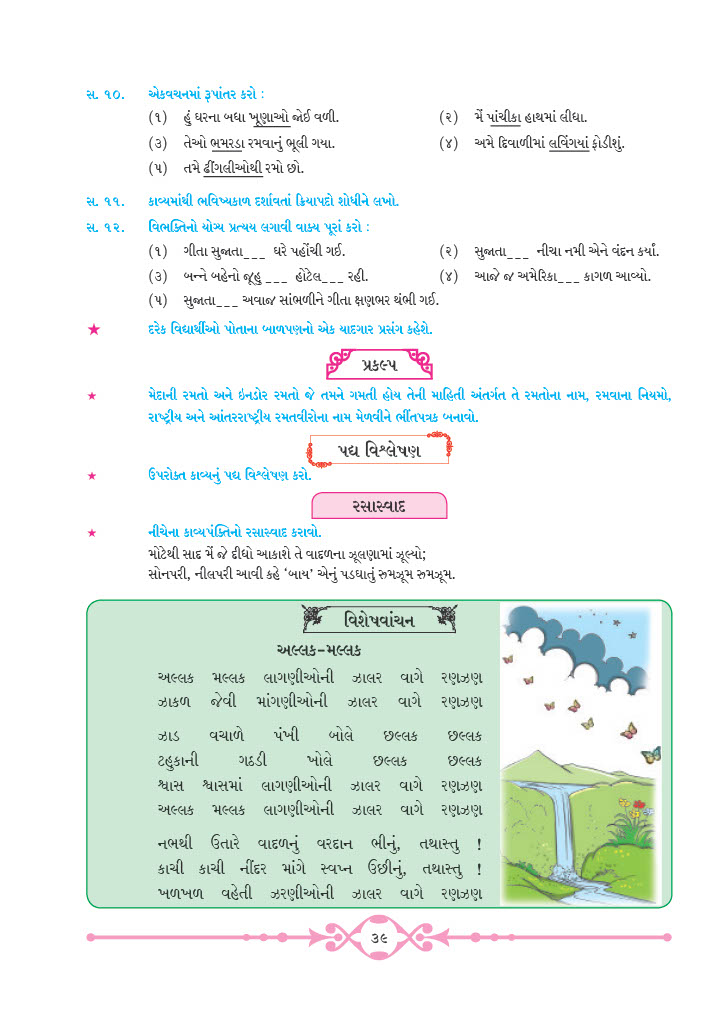 સ. ૧૦. એકવચનમાં રૂપાંતર કરો :
(૧) હું ઘરના બધા ખૂણાઓ જોઈ વળી. (૨) મેં પાંચીકા હાથમાં લીધા.
(૩) તેઓ ભમરડા રમવાનું ભૂલી ગયા. (૪) અમે દિવાળીમાં લવિંગયાં ફોડીશું.
(૫) તમે ઢીંગલીઓથી રમો છો.
સ. ૧૧. કાવ્યમાંથી ભવિષ્યકાળ દર્શાવતાં ક્રિયાપદો શોધીને લખો.
સ. ૧૨. વિભક્તિનો યોગ્ય પ્રત્યય લગાવી વાક્ય પૂરાં કરો :
(૧) ગીતા સુજાતા___ ઘરે પહોંચી ગઈ. (૨) સુજાતા___ નીચા નમી એને વંદન કર્યાં.
(૩) બન્ને બહેનો જૂહુ ___ હોટેલ___ રહી. (૪) આજે જ અમેરિકા___ કાગળ આવ્યો.
(૫) સુજાતા___ અવાજ સાંભળીને ગીતા ક્ષણભર થંભી ગઈ.
★ દરેક વિદ્યાર્થીઓ પોતાના બાળપણનો એક યાદગાર પ્રસંગ કહેશે.
પ્રકલ્પ
★ મેદાની રમતો અને ઇનડોર રમતો જે તમને ગમતી હોય તેની માહિતી અંતર્ગત તે રમતોના નામ, રમવાના નિયમો,
રાષ્ટ્રીય અને આંતરરાષ્ટ્રીય રમતવીરોના નામ મેળવીને ભીંતપત્રક બનાવો.
પદ્ય વિશ્લેષણ
★ ઉપરોક્ત કાવ્યનું પદ્ય વિશ્લેષણ કરો.
રસાસ્વાદ
★ નીચેના કાવ્યપંક્તિનો રસાસ્વાદ કરાવો.
મોટેથી સાદ મેં જે દીધો આકાશે તે વાદળના ઝૂલણામાં ઝૂલ્યો;
સોનપરી, નીલપરી આવી કહે ‘બાય’ એનું પડઘાતું રુમઝૂમ રુમઝૂમ.
વિશેષવાંચન
અલ્લક-મલ્લક
અલ્લક મલ્લક લાગણીઓની ઝાલર વાગે રણઝણ
ઝાકળ જેવી માંગણીઓની ઝાલર વાગે રણઝણ
ઝાડ વચાળે પંખી બોલે છલ્લક છલ્લક
ટહુકાની ગઠડી ખોલે છલ્લક છલ્લક
શ્વાસ શ્વાસમાં લાગણીઓની ઝાલર વાગે રણઝણ
અલ્લક મલ્લક લાગણીઓની ઝાલર વાગે રણઝણ
નભથી ઉતારે વાદળનું વરદાન ભીનું, તથાસ્તુ !
કાચી કાચી નીંદર માંગે સ્વપ્ન ઉછીનું, તથાસ્તુ !
ખળખળ વહેતી ઝરણીઓની ઝાલર વાગે રણઝણ
૩૯